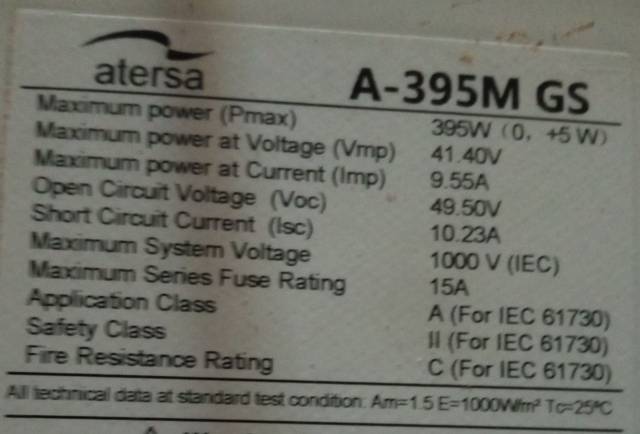 atersa
A-395M GS
Maximum power (Pmax) 395W (0, +5W)
Maximum power at Voltage (Vmp) 41.40V
Maximum power at Current (Imp) 9.55A
Open Circuit Voltage (Voc) 49.50V
Short Circuit Current (Isc) 10.23A
Maximum System Voltage 1000 V (IEC)
Maximum Series Fuse Rating 15A
Application Class A (For IEC 61730)
Safety Class II (For IEC 61730)
Fire Resistance Rating C (For IEC 61730)
All technical data at standard test condition: Am=1.5 E=1000W/m² Tc=25ºC